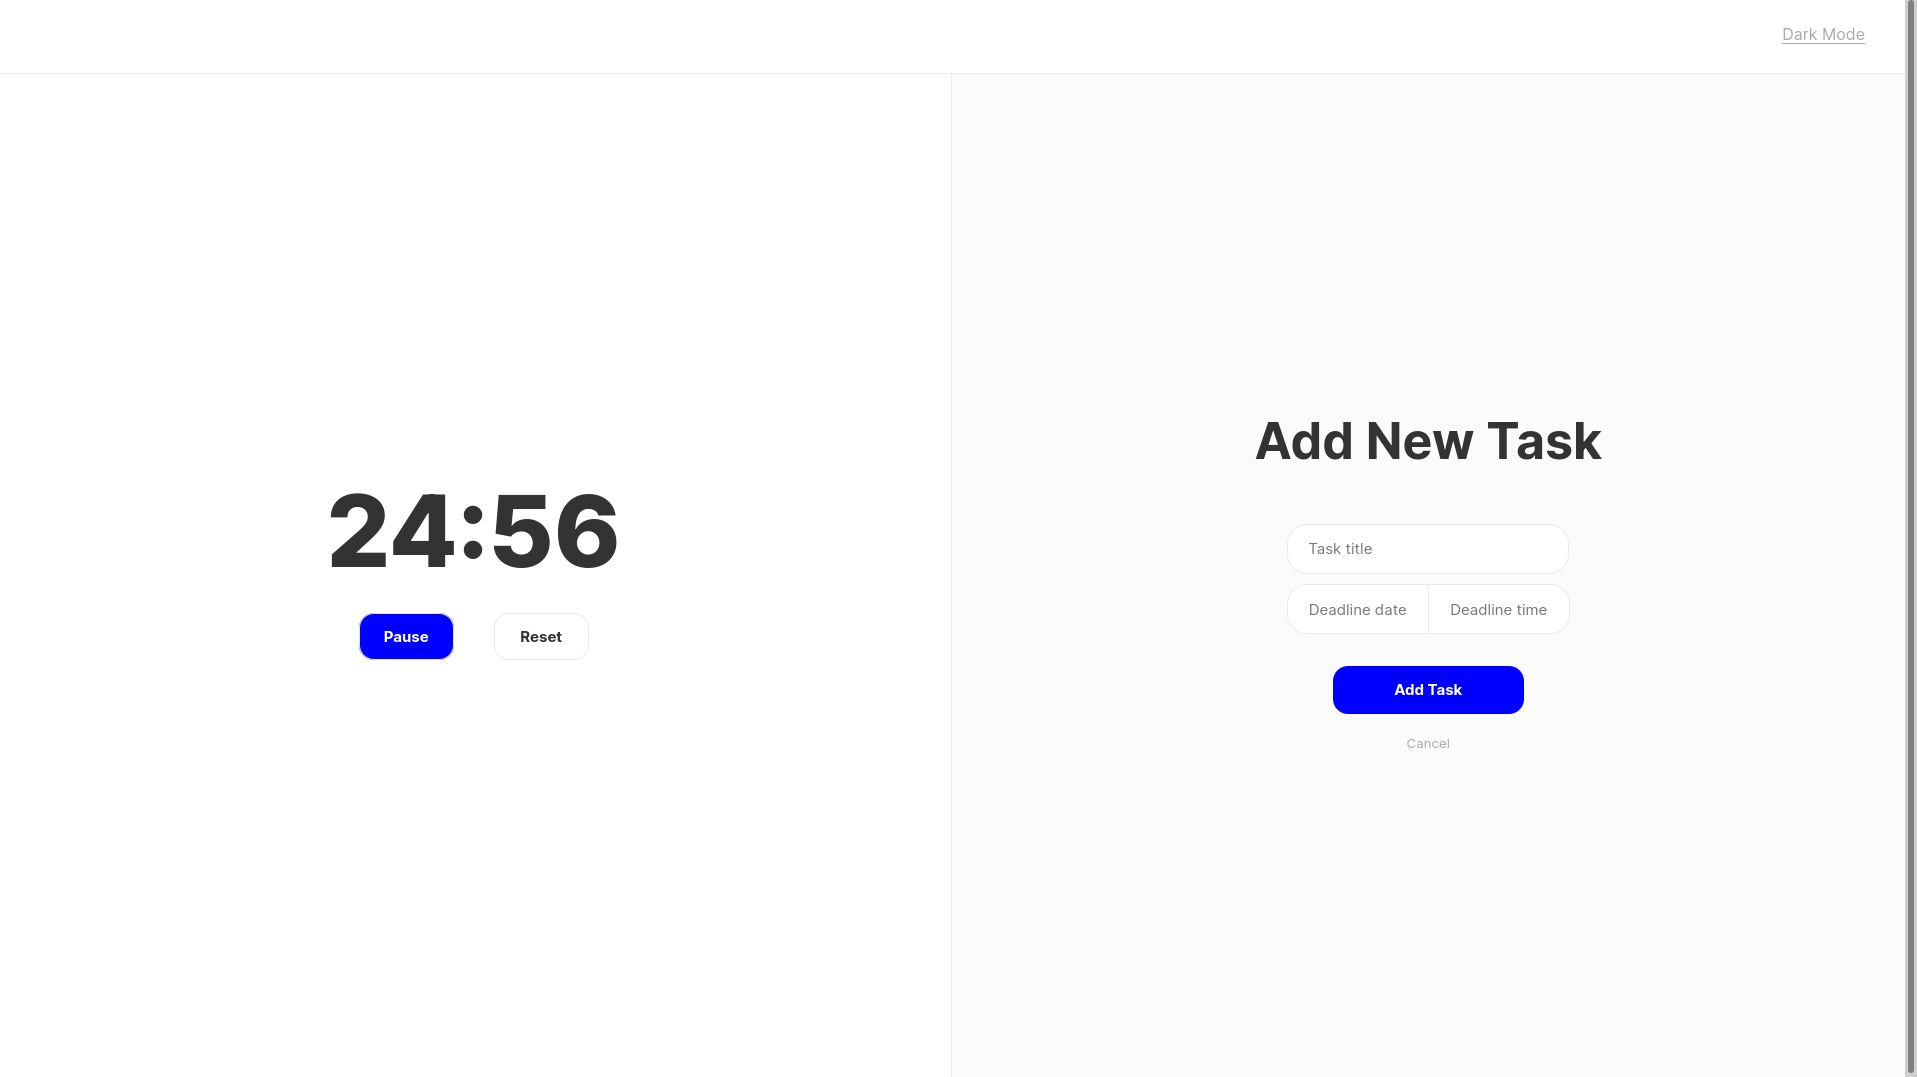 Dark Mode
24:56
Pause
Reset
Add New Task
Task title
Deadline date
Deadline time
Add Task
Cancel